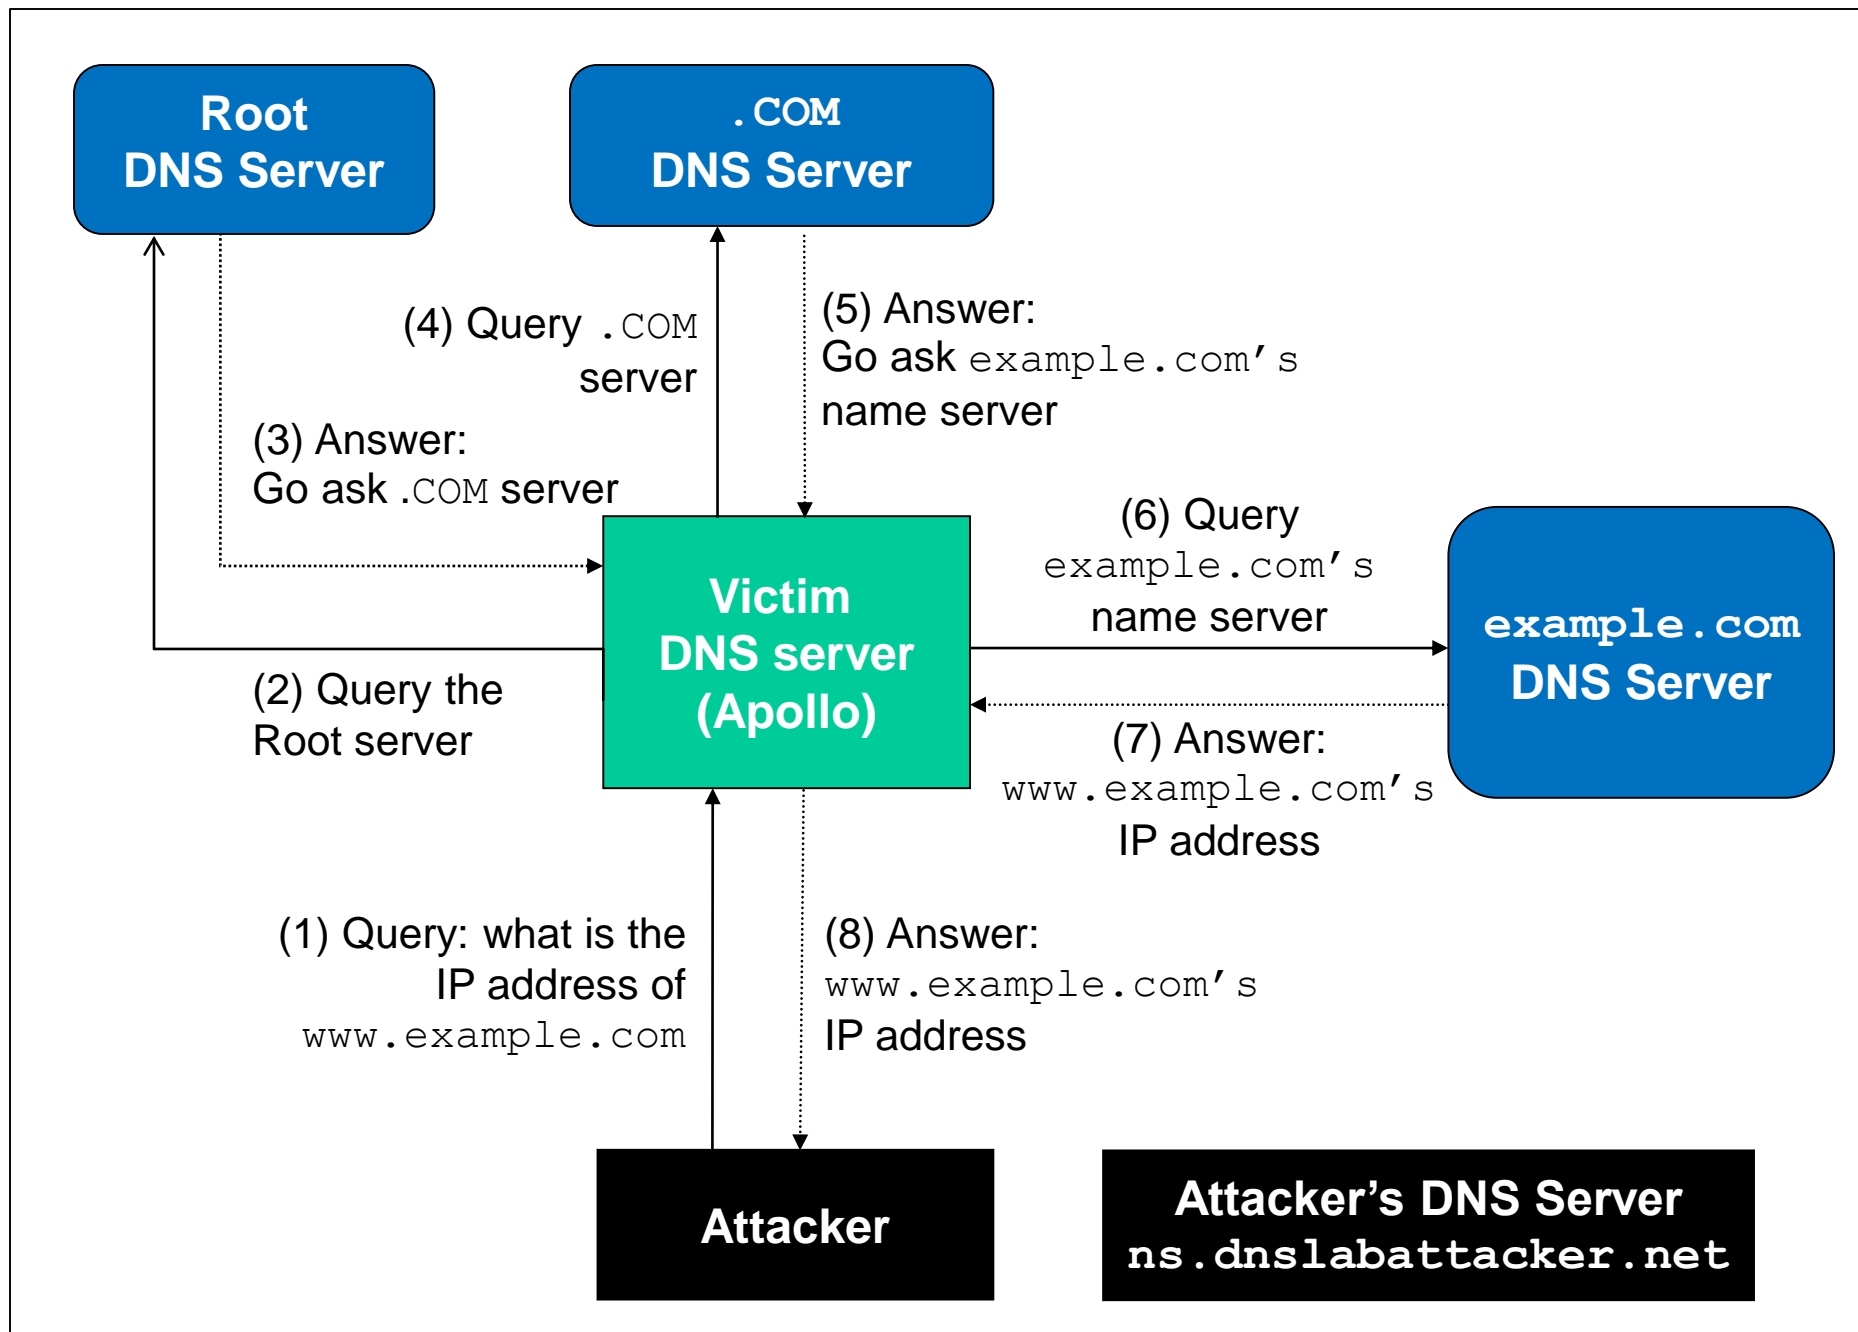 Root
DNS Server
.COM
DNS Server
(4) Query .COM
server
(5) Answer:
Go ask example.com’s
name server
(3) Answer:
Go ask .COM server
(6) Query
example.com’s
name server
Victim
DNS server
(Apollo)
example.com
DNS Server
(2) Query the
Root server
(7) Answer:
www.example.com’s
IP address
(1) Query: what is the
IP address of
www.example.com
(8) Answer:
www.example.com’s
IP address
Attacker
Attacker’s DNS Server
ns.dnslabattacker.net